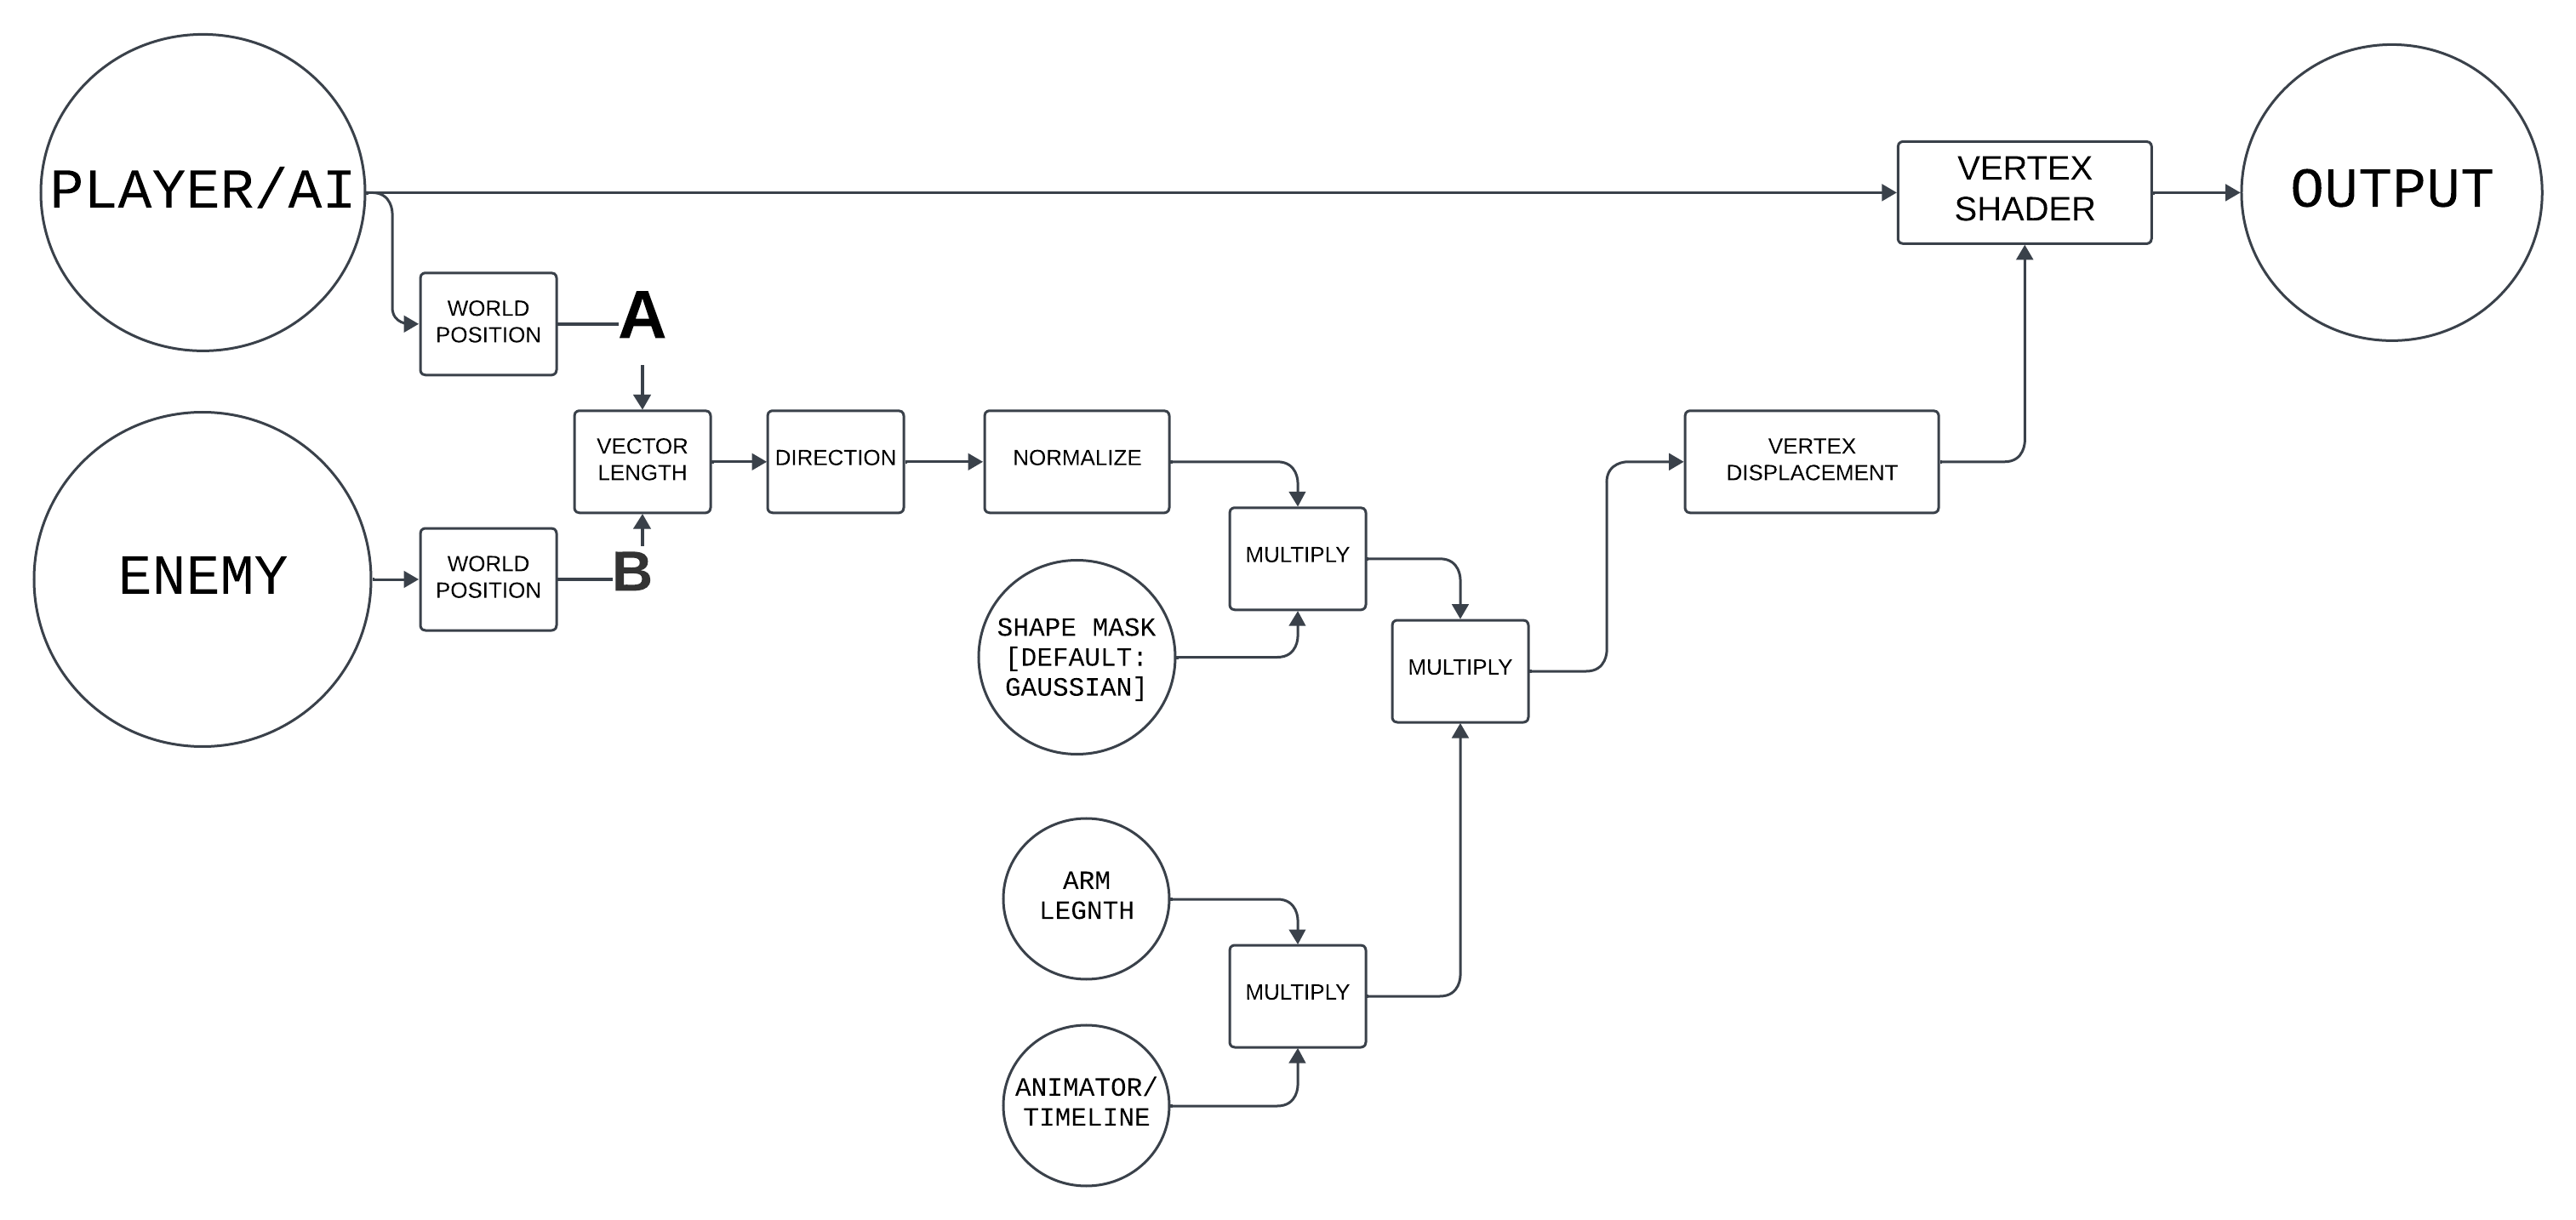 PLAYER/AI
VERTEX
SHADER
OUTPUT
WORLD
POSITION
A
VECTOR
LENGTH
DIRECTION
NORMALIZE
VERTEX
DISPLACEMENT
ENEMY
WORLD
POSITION
B
MULTIPLY
SHAPE MASK
[DEFAULT:
GAUSSIAN]
MULTIPLY
ARM
LEGNTH
MULTIPLY
ANIMATOR/
TIMELINE